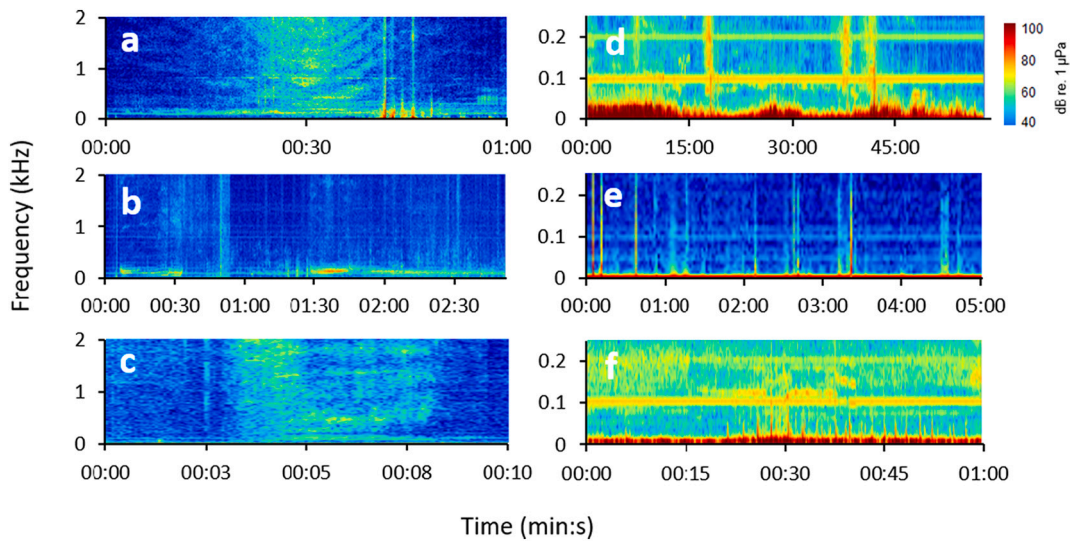 a
2
1
0
00:00 00:30 01:00
b
2
1
0
00:00 00:30 01:00 01:30 02:00 02:30
c
2
1
0
00:00 00:03 00:05 00:08 00:10
d
0.2
0.1
0
00:00 15:00 30:00 45:00
100
80
60
40
dB re. 1 µPa
e
0.2
0.1
0
00:00 01:00 02:00 03:00 04:00 05:00
f
0.2
0.1
0
00:00 00:15 00:30 00:45 01:00
Frequency (kHz)
Time (min:s)